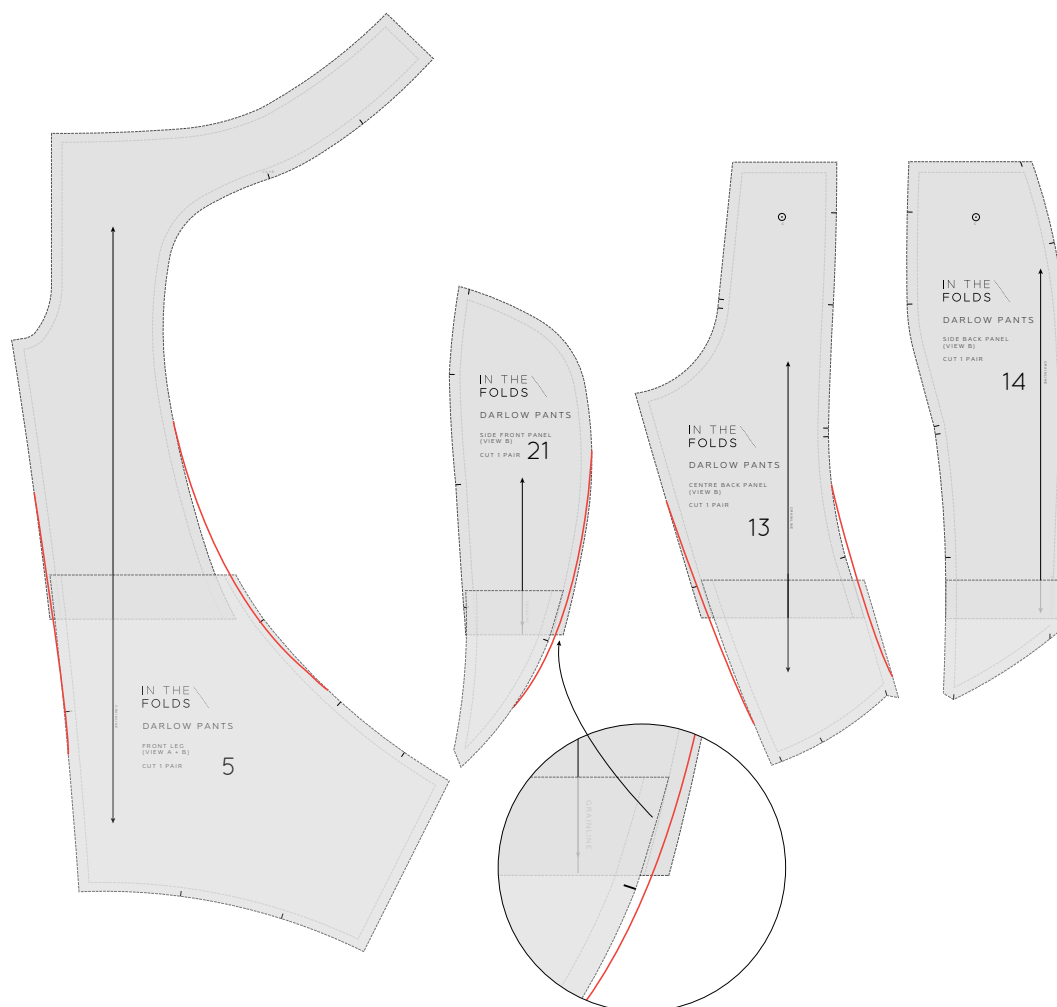 IN THE
FOLDS
DARLOW PANTS
FRONT LEG
(VIEW A + B)
CUT 1 PAIR
5
IN THE
FOLDS
DARLOW PANTS
SIDE FRONT PANEL
(VIEW B)
CUT 1 PAIR
21
IN THE
FOLDS
DARLOW PANTS
CENTRE BACK PANEL
(VIEW B)
CUT 1 PAIR
13
GRAINLINE
IN THE
FOLDS
DARLOW PANTS
SIDE BACK PANEL
(VIEW B)
CUT 1 PAIR
14
GRAINLINE
GRAINLINE